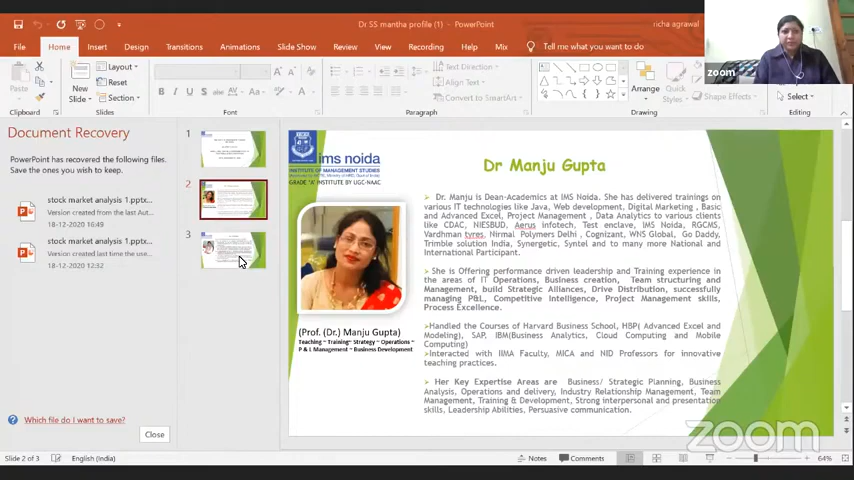 Dr SS mantha profile (1) - PowerPoint
richa agrawal
File
Home
Insert
Design
Transitions
Animations
Slide Show
Review
View
Recording
Help
Mix
Tell me what you want to do
Paste
New
Slide
Layout
Reset
Section
Text Direction
Align Text
Convert to SmartArt
Arrange
Quick
Styles
Shape Effects
Select
Clipboard
Slides
Font
Paragraph
Drawing
zoom
Document Recovery
PowerPoint has recovered the following files.
Save the ones you wish to keep.
stock market analysis 1.pptx...
Version created from the last Aut...
18-12-2020 16:49
stock market analysis 1.pptx...
Version created last time the use...
18-12-2020 12:32
Which file do I want to save?
Close
1
2
3
ims noida
INSTITUTE OF MANAGEMENT STUDIES
GRADE 'A' INSTITUTE BY UGC-NAAC
Dr Manju Gupta
(Prof. (Dr.) Manju Gupta
Teaching ~ Training~ Strategy ~ Operations ~
P & L Management ~ Business Development
Dr. Manju is Dean-Academics at IMS Noida. She has delivered trainings on
various IT technologies like Java, Web development, Digital Marketing , Basic
and Advanced Excel, Project Management , Data Analytics to various clients
like CDAC, NIESBUD, Aerus infotech, Test enclave, IMS Noida, RGCMS,
Vardhman tyres, Nirmal Polymers Delhi , Cognizant, WNS Global, Go Daddy,
Trimble solution India, Synergetic, Syntel and to many more National and
International Participant.
She is Offering performance driven leadership and Training experience in
the areas of IT Operations, Business creation, Team structuring and
Management, build Strategic Alliances, Drive Distribution, successfully
managing P&L, Competitive Intelligence, Project Management skills,
Process Excellence.
Handled the Courses of Harvard Business School, HBP( Advanced Excel and
Modeling), SAP, IBM(Business Analytics, Cloud Computing and Mobile
Computing)
Interacted with IIMA Faculty, MICA and NID Professors for innovative
teaching practices.
Her Key Expertise Areas are Business/ Strategic Planning, Business
Analysis, Operations and delivery, Industry Relationship Management, Team
Management, Training & Development, Strong interpersonal and presentation
skills, Leadership Abilities, Persuasive communication.
zoom
Slide 2 of 3
English (India)
Notes
Comments
64%